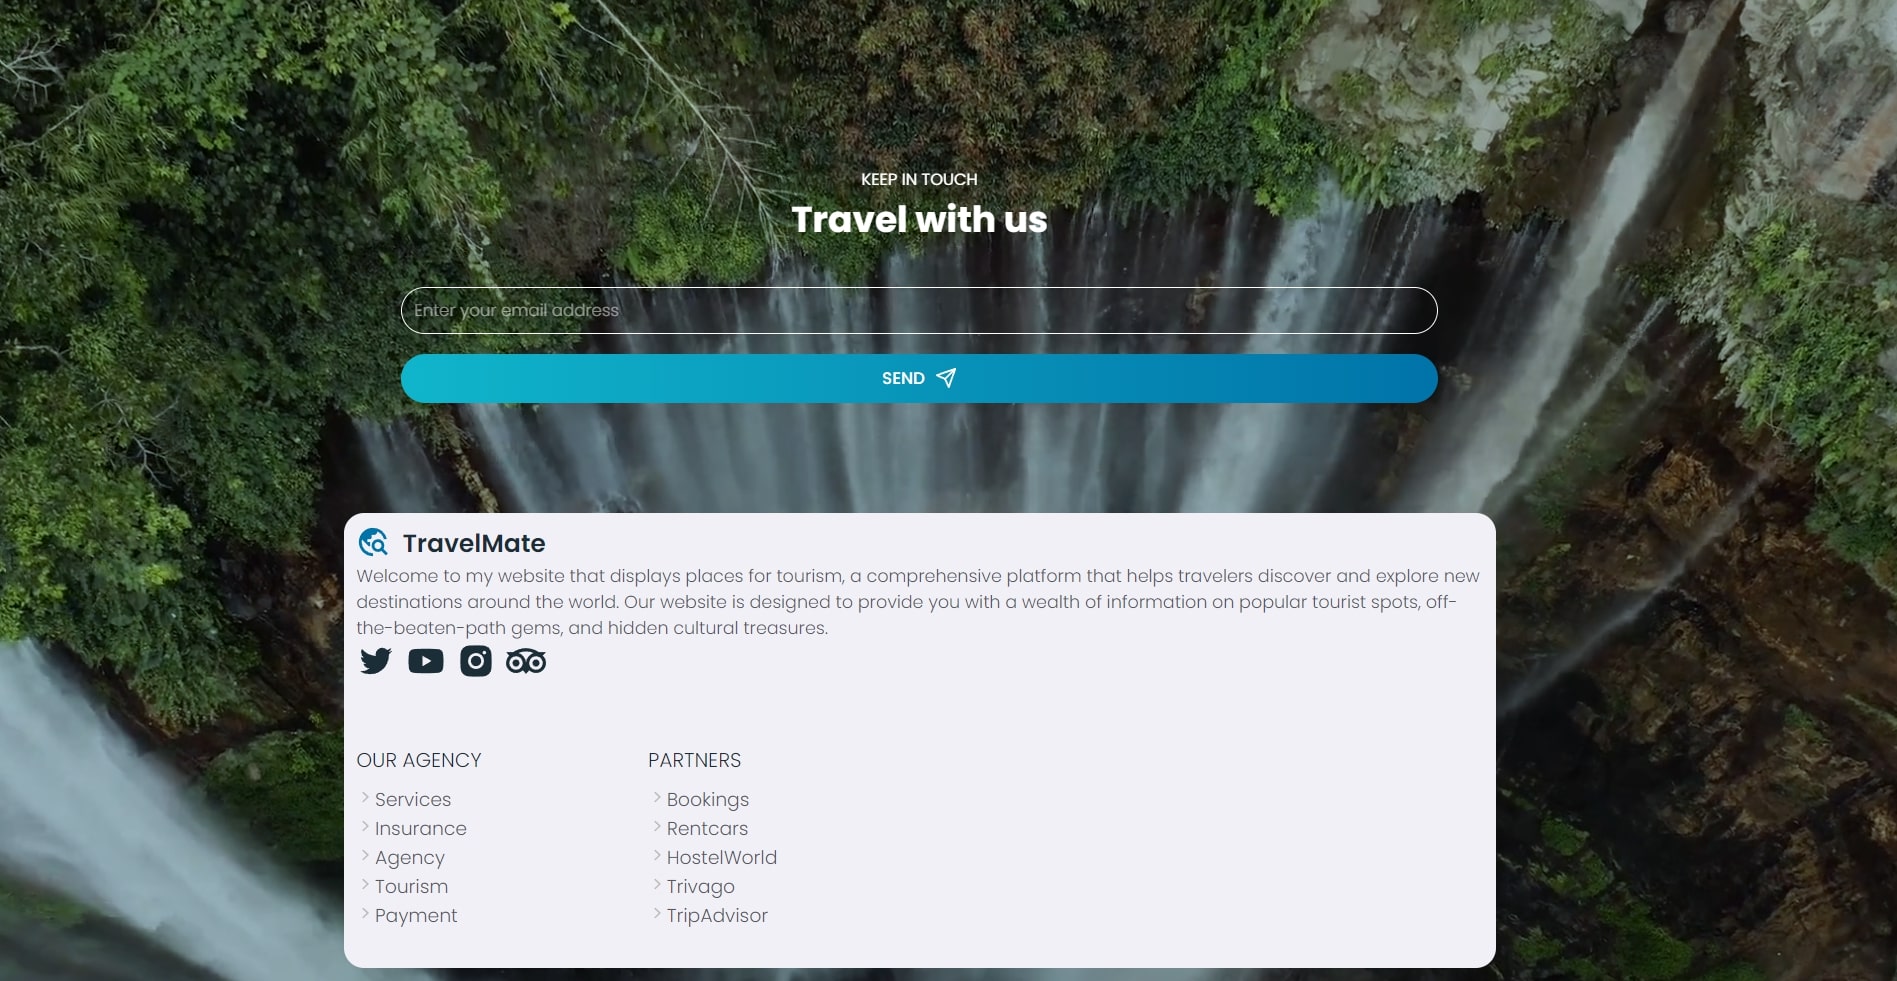 KEEP IN TOUCH
Travel with us
Enter your email address
SEND
TravelMate
Welcome to my website that displays places for tourism, a comprehensive platform that helps travelers discover and explore new
destinations around the world. Our website is designed to provide you with a wealth of information on popular tourist spots, off-
the-beaten-path gems, and hidden cultural treasures.
OUR AGENCY
Services
Insurance
Agency
Tourism
Payment
PARTNERS
Bookings
Rentcars
HostelWorld
Trivago
TripAdvisor